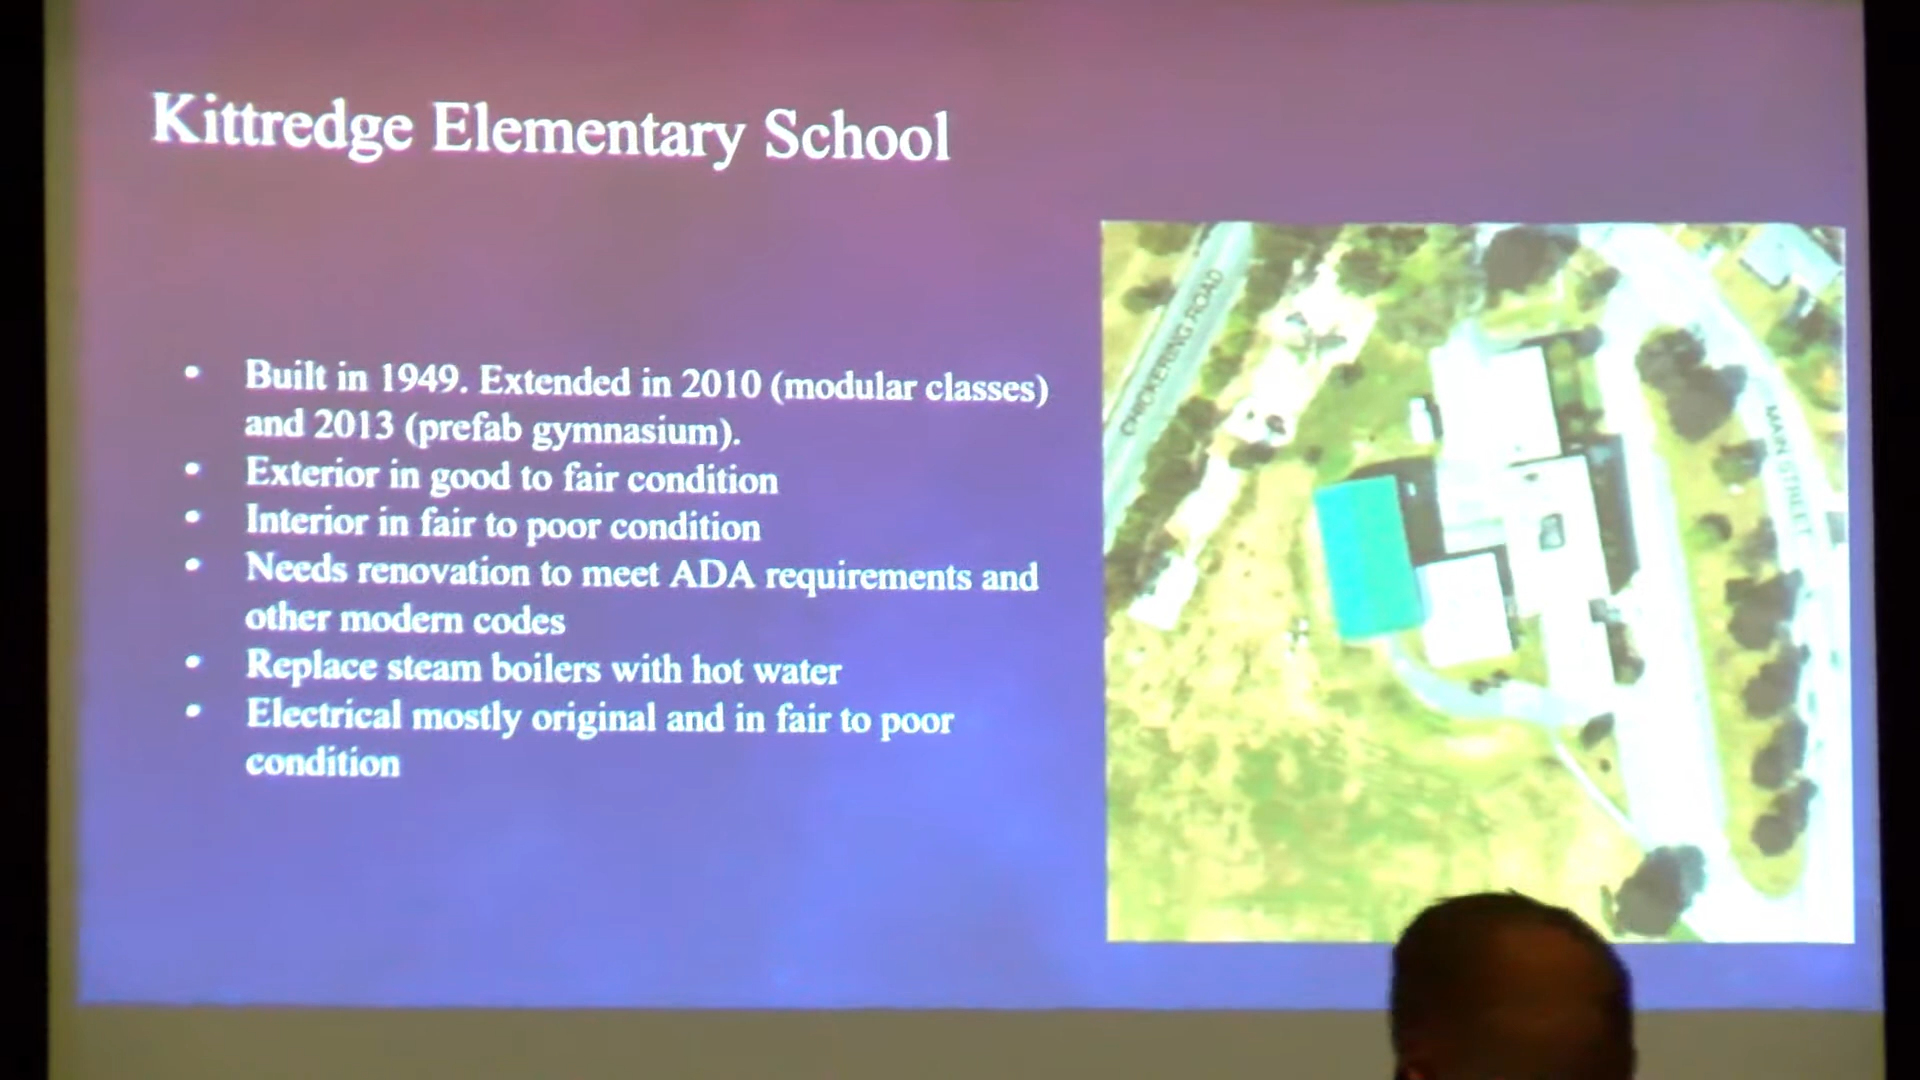 Kittredge Elementary School
• Built in 1949. Extended in 2010 (modular classes)
and 2013 (prefab gymnasium).
• Exterior in good to fair condition
• Interior in fair to poor condition
• Needs renovation to meet ADA requirements and
other modern codes
• Replace steam boilers with hot water
• Electrical mostly original and in fair to poor
condition
CHICKERING ROAD
MAIN STREET